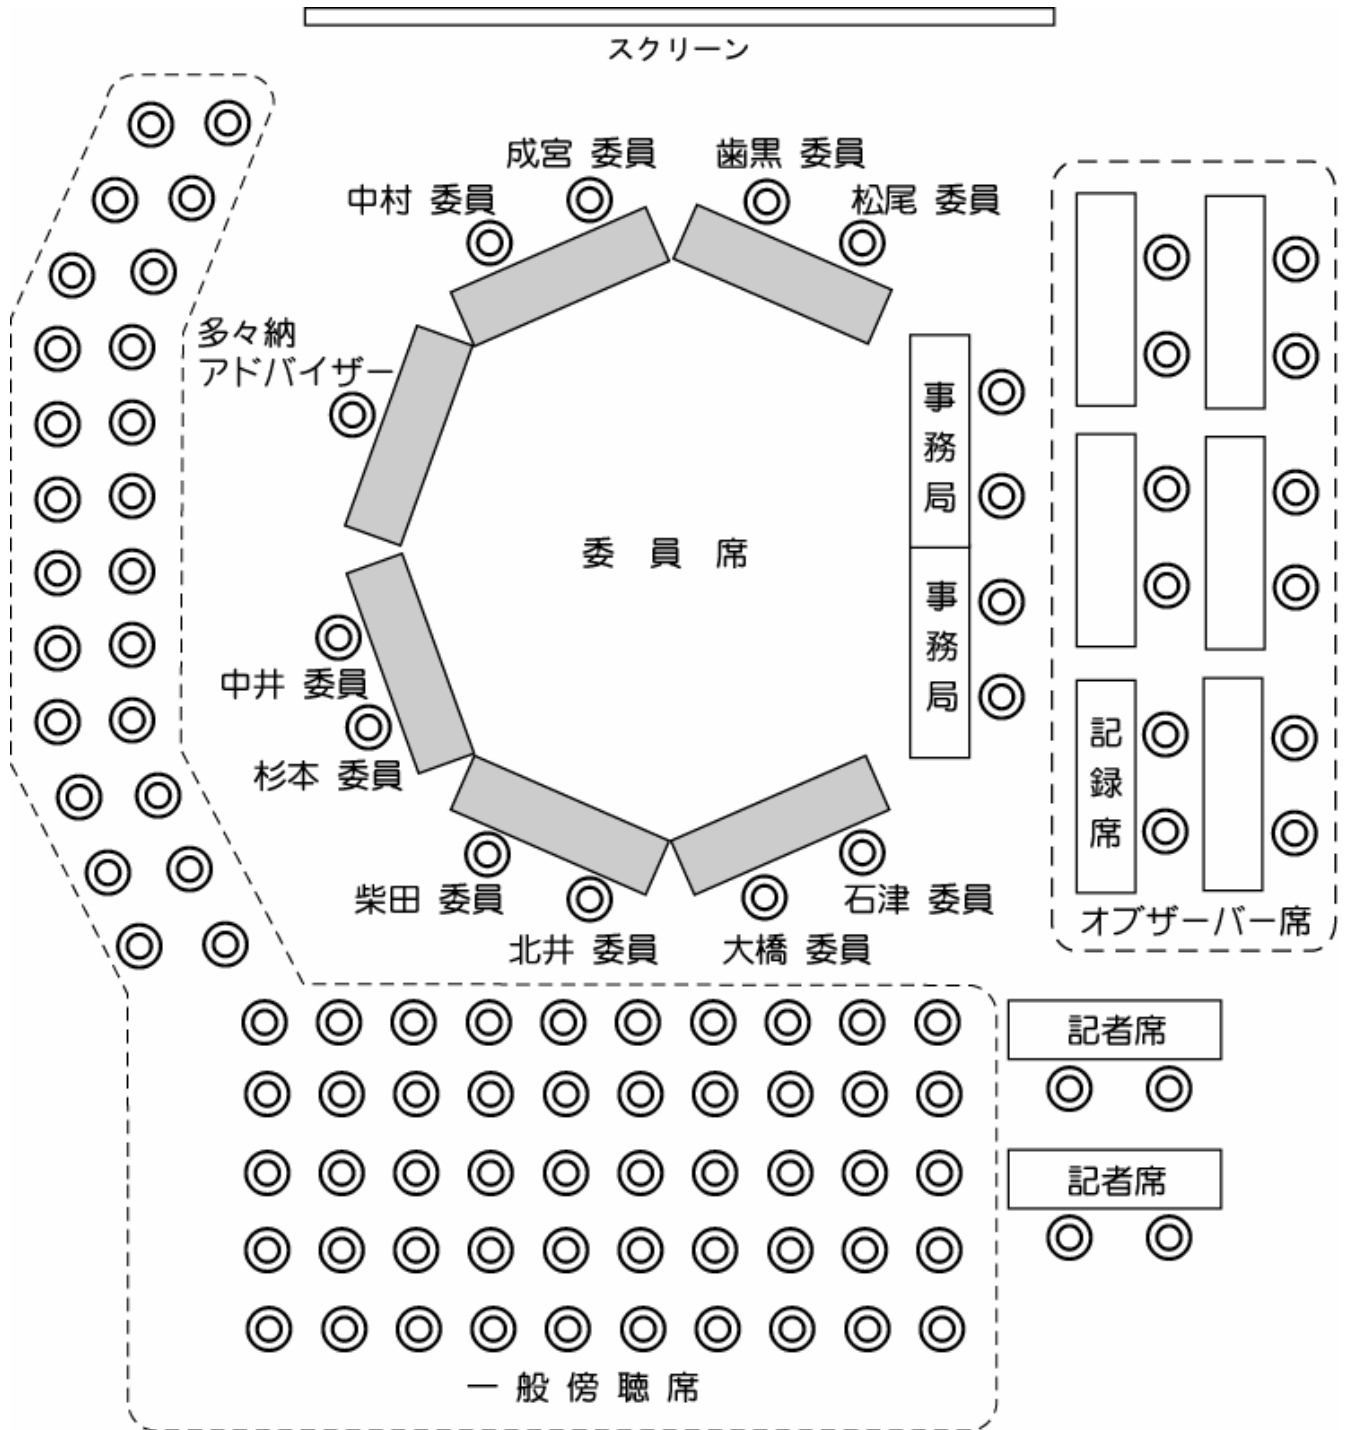 スクリーン
成宮 委員
歯黒 委員
中村 委員
松尾 委員
多々納
アドバイザー
事務局
委 員 席
事務局
中井 委員
杉本 委員
記録席
柴田 委員
石津 委員
北井 委員
大橋 委員
オブザーバー席
記者席
記者席
一 般 傍 聴 席